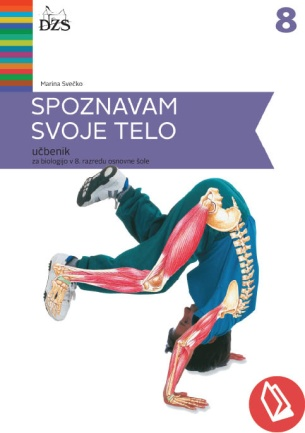 DZS
8
Marina Svečko
SPOZNAVAM
SVOJE TELO
učbenik
za biologijo v 8. razredu osnovne šole